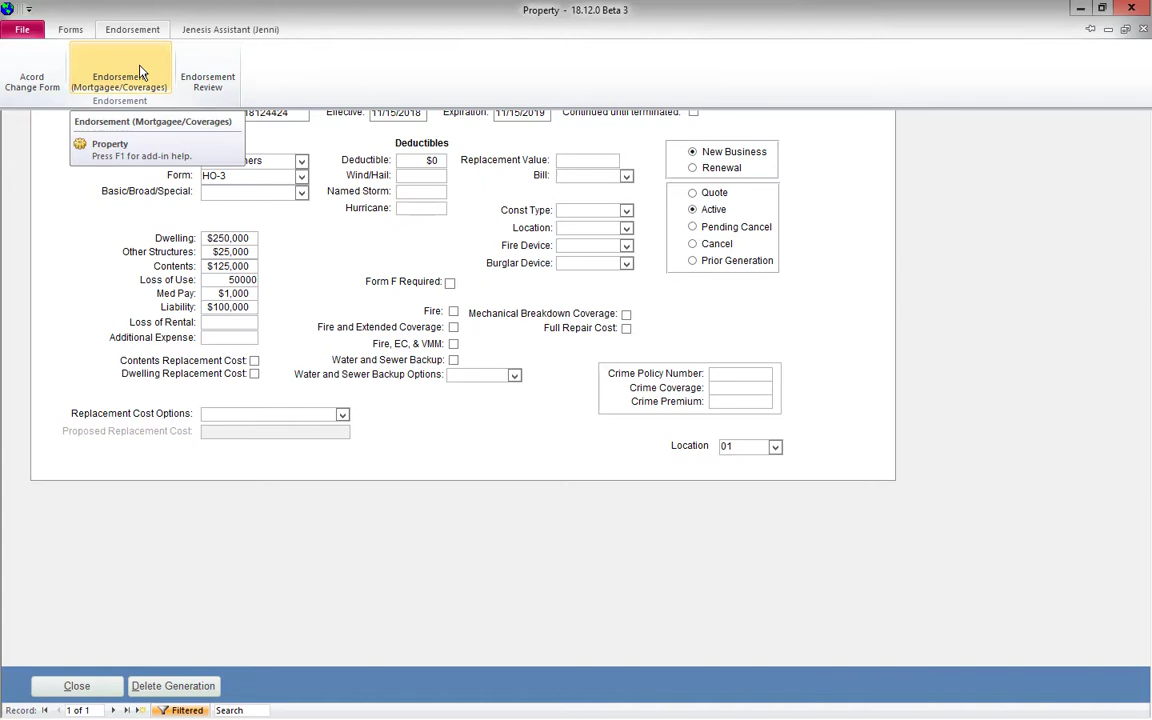 Property - 18.12.0 Beta 3
File Forms Endorsement Jenesis Assistant (Jenni)
Acord Change Form
Endorsement (Mortgagee/Coverages)
Endorsement Review
Endorsement
Endorsement (Mortgagee/Coverages)
Property
Press F1 for add-in help.
18124424 Effective: 11/15/2018 Expiration: 11/15/2019 Continued until terminated:
Deductibles
Form: HO-3
Basic/Broad/Special:
Deductible: $0
Wind/Hail:
Named Storm:
Hurricane:
Replacement Value:
Bill:
Const Type:
Location:
Fire Device:
Burglar Device:
New Business
Renewal
Quote
Active
Pending Cancel
Cancel
Prior Generation
Dwelling: $250,000
Other Structures: $25,000
Contents: $125,000
Loss of Use: 50000
Med Pay: $1,000
Liability: $100,000
Loss of Rental:
Additional Expense:
Form F Required:
Fire:
Fire and Extended Coverage:
Fire, EC, & VMM:
Water and Sewer Backup:
Water and Sewer Backup Options:
Mechanical Breakdown Coverage:
Full Repair Cost:
Contents Replacement Cost:
Dwelling Replacement Cost:
Crime Policy Number:
Crime Coverage:
Crime Premium:
Replacement Cost Options:
Proposed Replacement Cost:
Location 01
Close Delete Generation
Record: 1 of 1 Filtered Search